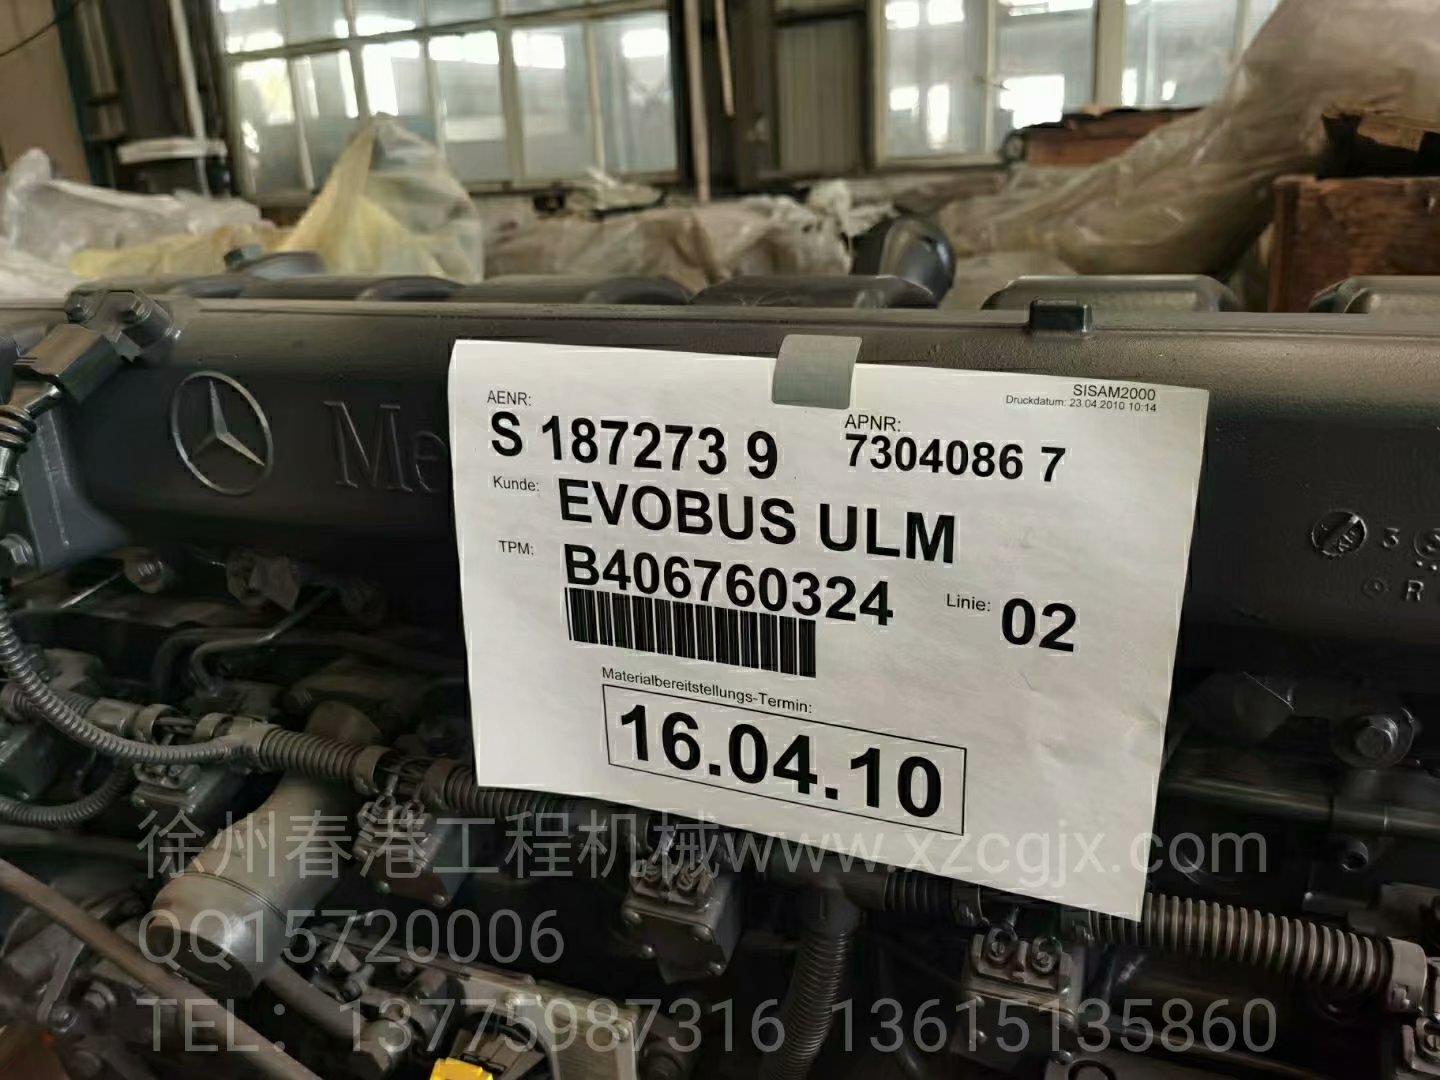 SISAM2000
Druckdatum: 23.04.2010 10:14
AENR:
S 187273 9
APNR:
7304086 7
Kunde:
EVOBUS ULM
TPM:
B406760324
Linie: 02
Materialbereitstellungs-Termin:
16.04.10
Me
3
R
徐州春港工程机械www.xzcgjx.com
QQ15720006
TEL：13775987316 13615135860